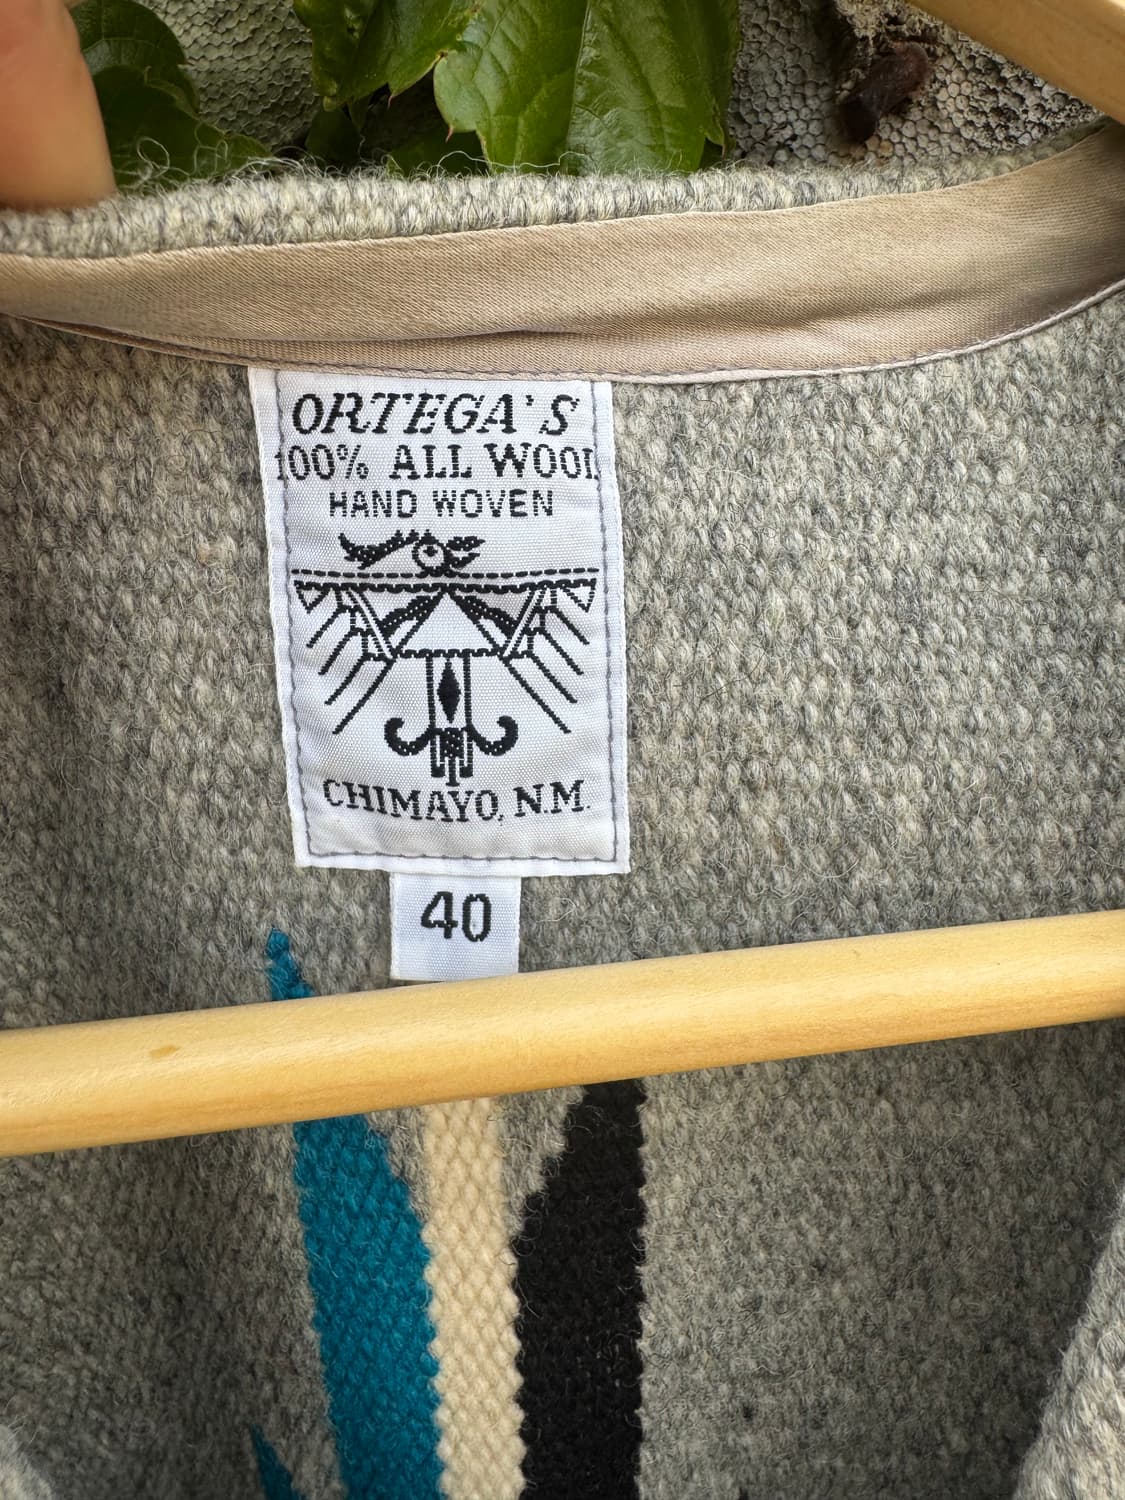 ORTEGA'S
100% ALL WOOL
HAND WOVEN
CHIMAYO, N.M.
40